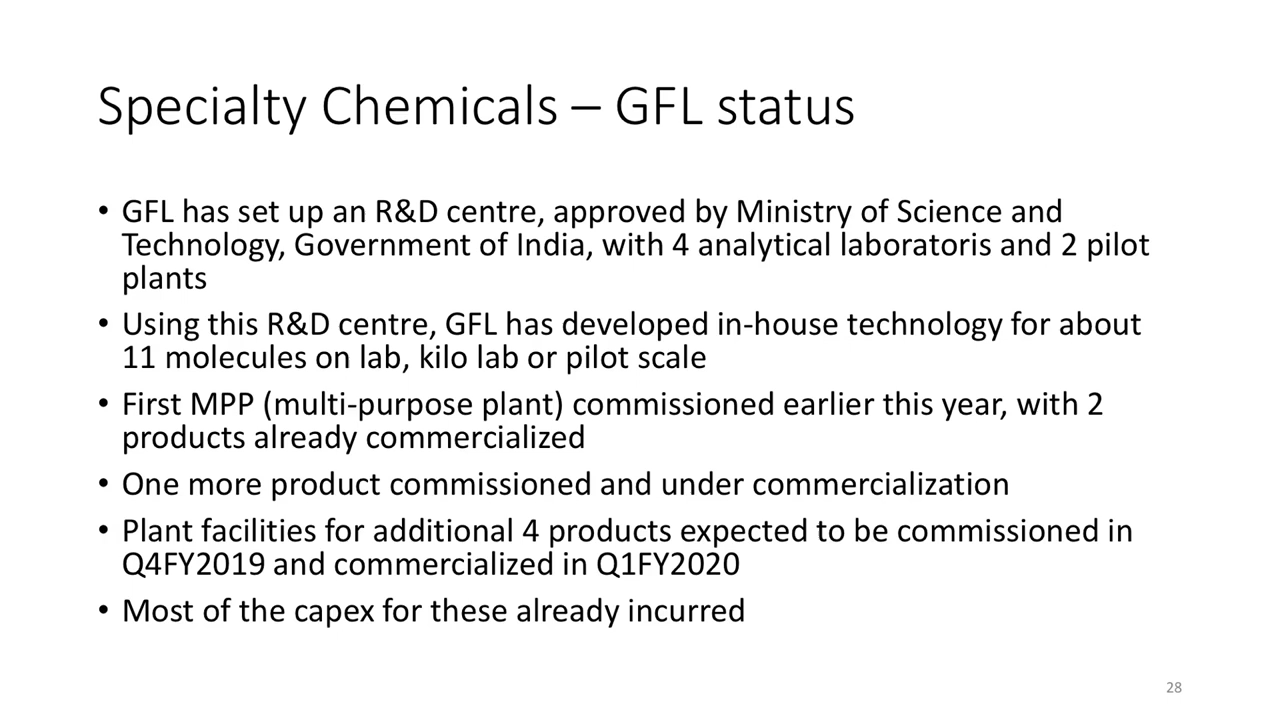 Specialty Chemicals – GFL status
• GFL has set up an R&D centre, approved by Ministry of Science and
Technology, Government of India, with 4 analytical laboratoris and 2 pilot
plants
• Using this R&D centre, GFL has developed in-house technology for about
11 molecules on lab, kilo lab or pilot scale
• First MPP (multi-purpose plant) commissioned earlier this year, with 2
products already commercialized
• One more product commissioned and under commercialization
• Plant facilities for additional 4 products expected to be commissioned in
Q4FY2019 and commercialized in Q1FY2020
• Most of the capex for these already incurred
28